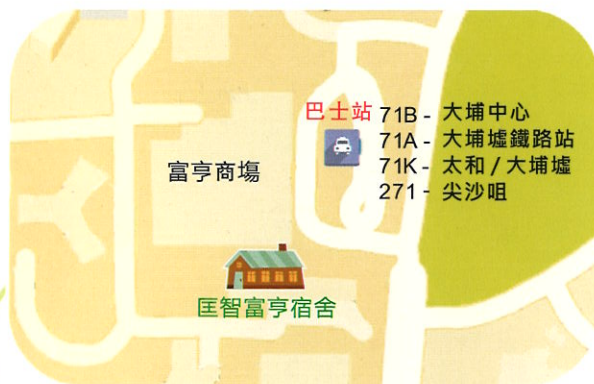 巴士站
71B - 大埔中心
71A - 大埔墟鐵路站
71K - 太和 / 大埔墟
271 - 尖沙咀
富亨商塲
匡智富亨宿舍